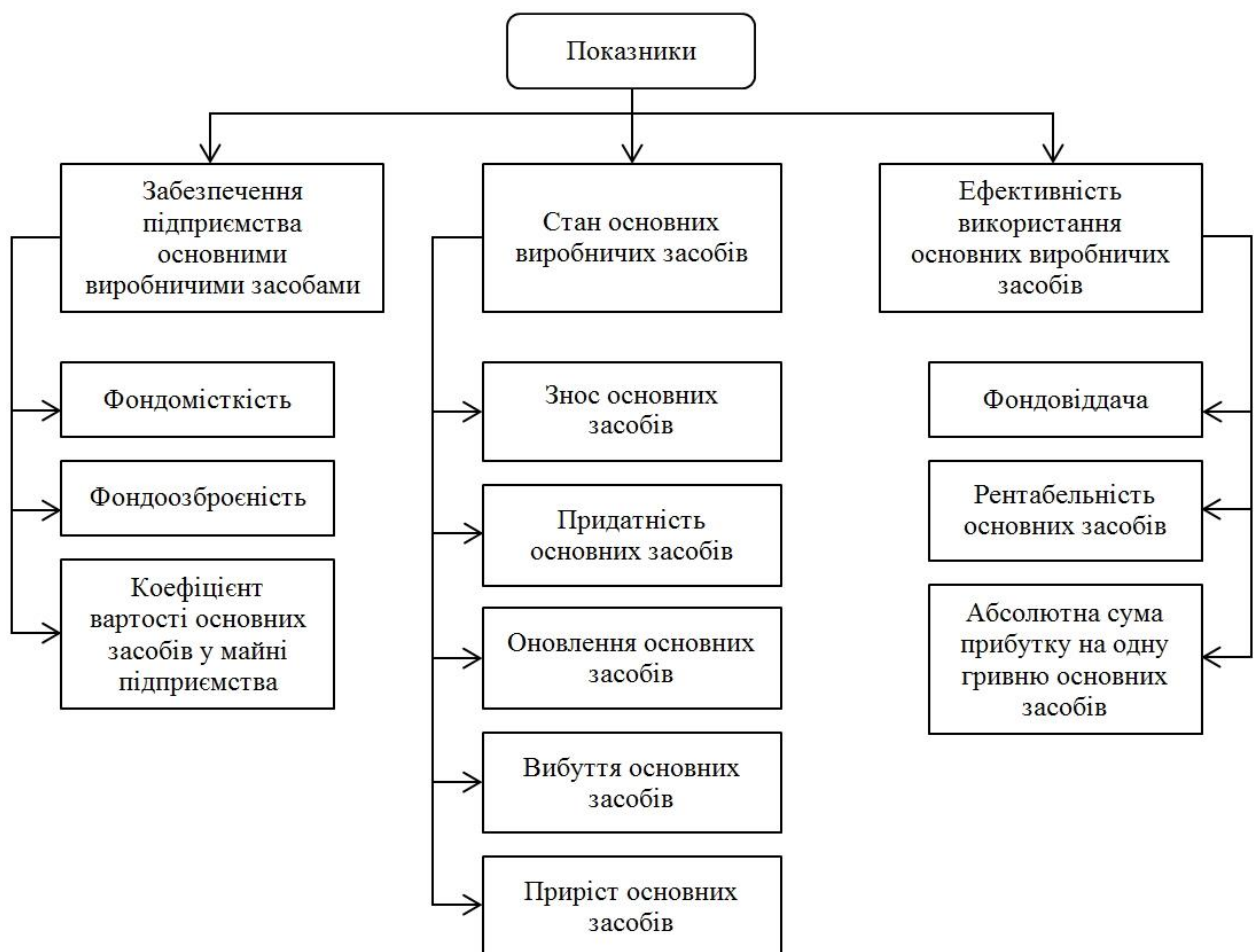 Показники
Забезпечення
підприємства
основними
виробничими засобами
Фондомісткість
Фондоозброєність
Коефіцієнт
вартості основних
засобів у майні
підприємства
Стан основних
виробничих засобів
Знос основних
засобів
Придатність
основних засобів
Оновлення основних
засобів
Вибуття основних
засобів
Приріст основних
засобів
Ефективність
використання
основних виробничих
засобів
Фондовіддача
Рентабельність
основних засобів
Абсолютна сума
прибутку на одну
гривню основних
засобів